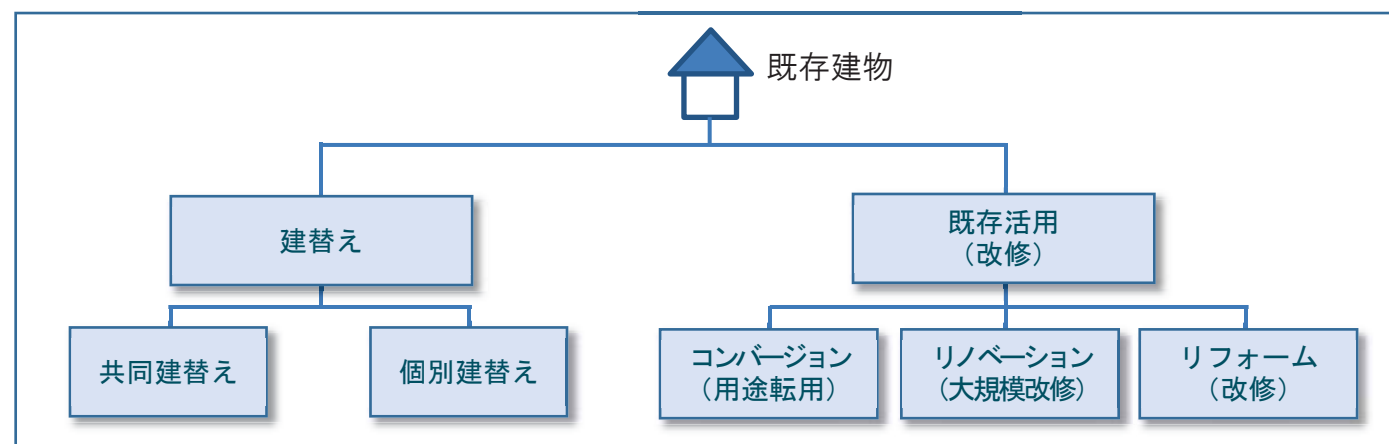 既存建物
建替え
既存活用
（改修）
共同建替え
個別建替え
コンバージョン
（用途転用）
リノベーション
（大規模改修）
リフォーム
（改修）